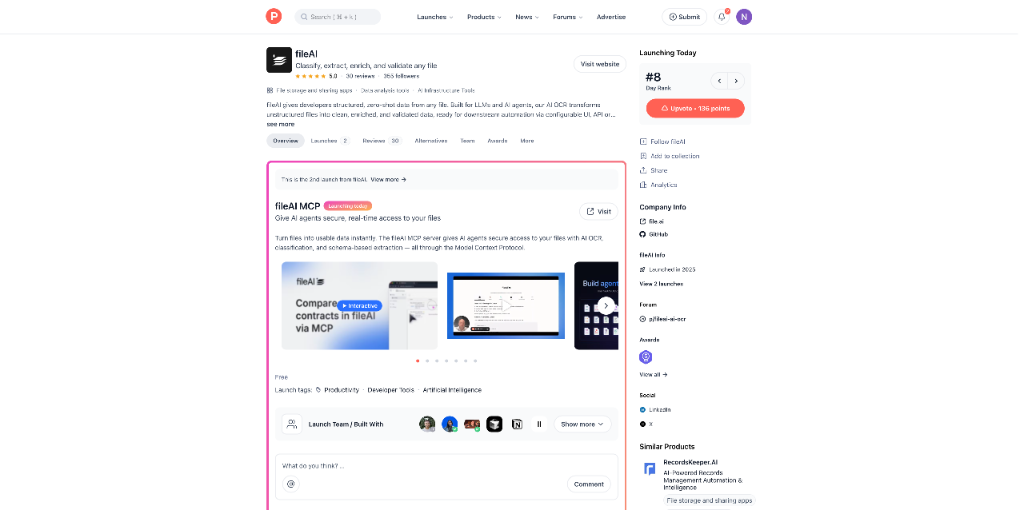 P
Search ( ⌘ + k )
Launches
Products
News
Forums
Advertise
Submit
N
fileAI
Classify, extract, enrich, and validate any file
★★★★★ 5.0 · 30 reviews · 355 followers
Visit website
File storage and sharing apps · Data analysis tools · AI Infrastructure Tools
fileAI gives developers structured, zero-shot data from any file. Built for LLMs and AI agents, our AI OCR transforms
unstructured files into clean, enriched, and validated data, ready for downstream automation via configurable UI, API or...
see more
Overview
Launches 2
Reviews 30
Alternatives
Team
Awards
More
This is the 2nd launch from fileAI. View more →
fileAI MCP Launching today
Give AI agents secure, real-time access to your files
Visit
Turn files into usable data instantly. The fileAI MCP server gives AI agents secure access to your files with AI OCR,
classification, and schema-based extraction — all through the Model Context Protocol.
fileAI
Compare
contracts in fileAI
via MCP
Interactive
Build agen
Free
Launch tags: Productivity · Developer Tools · Artificial Intelligence
Launch Team / Built With
Show more
What do you think? ...
@
Comment
Launching Today
#8
Day Rank
Upvote • 136 points
Follow fileAI
Add to collection
Share
Analytics
Company Info
file.ai
GitHub
fileAI Info
Launched in 2025
View 2 launches
Forum
p/fileai-ai-ocr
Awards
View all →
Social
LinkedIn
X
Similar Products
RecordsKeeper.AI
AI-Powered Records
Management Automation &
Intelligence
File storage and sharing apps